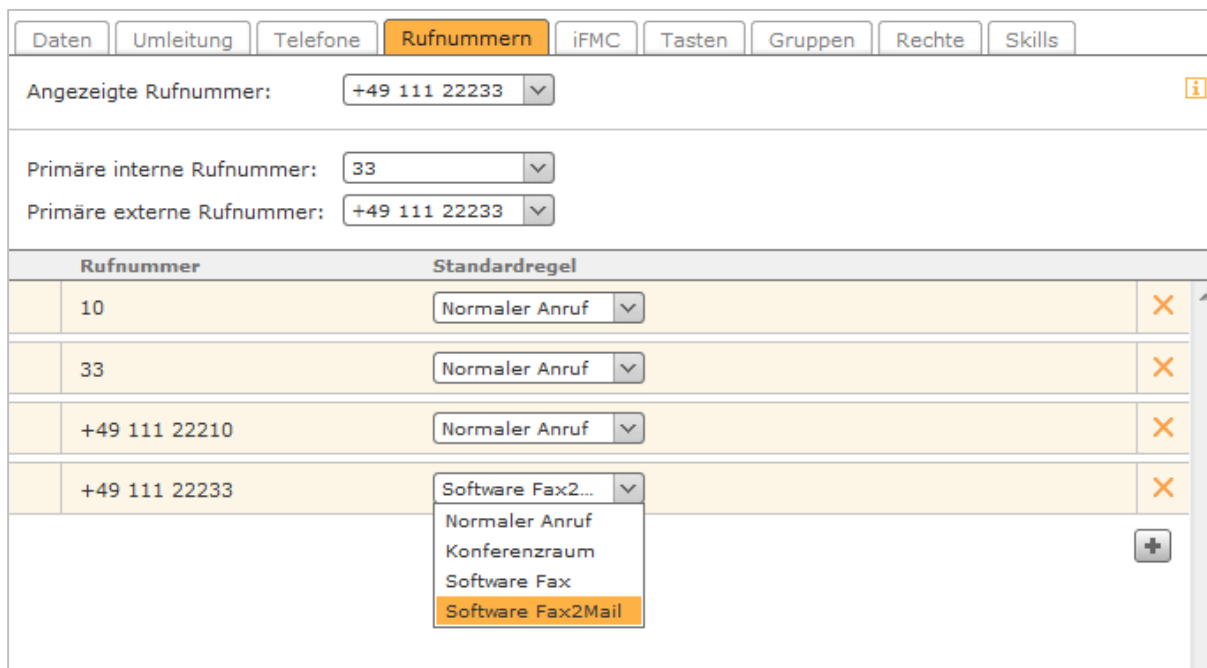 Daten Umleitung Telefone Rufnummern iFMC Tasten Gruppen Rechte Skills
Angezeigte Rufnummer: +49 111 22233
Primäre interne Rufnummer: 33
Primäre externe Rufnummer: +49 111 22233
Rufnummer Standardregel
10 Normaler Anruf
33 Normaler Anruf
+49 111 22210 Normaler Anruf
+49 111 22233 Software Fax2...
Normaler Anruf
Konferenzraum
Software Fax
Software Fax2Mail